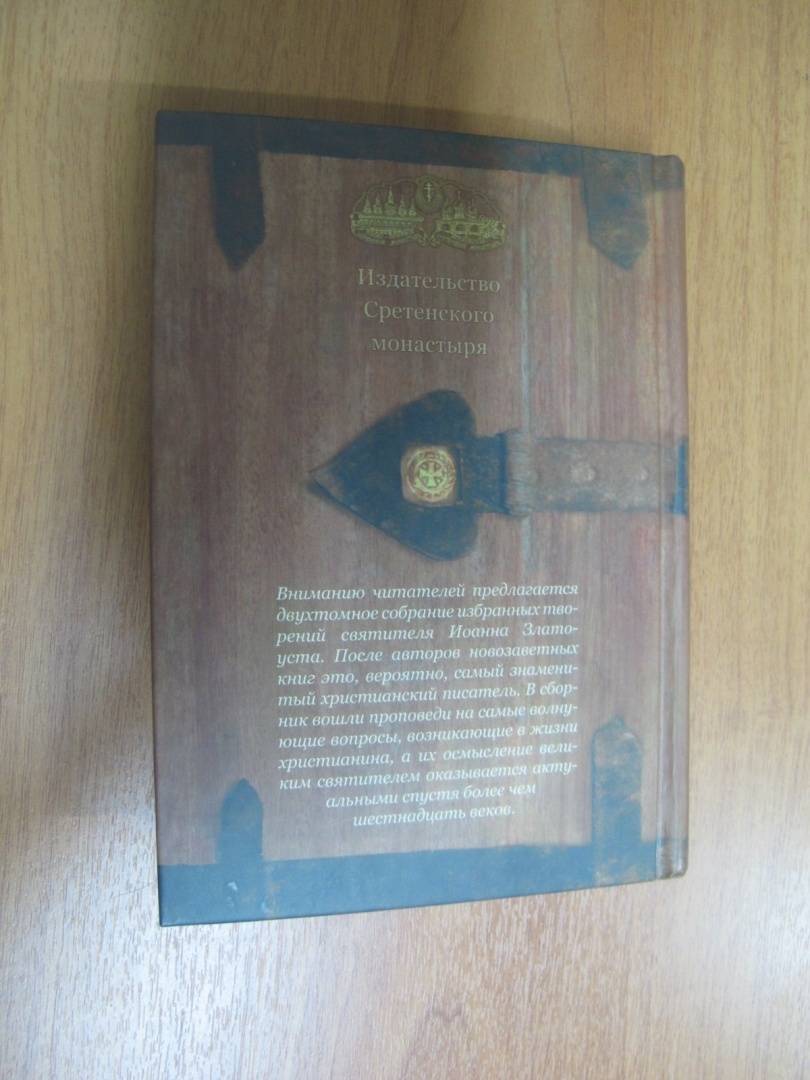 Издательство
Сретенского
монастыря
Вниманию читателей предлагается
двухтомное собрание избранных тво-
рений святителя Иоанна Злато-
уста. После авторов новозаветных
книг это, вероятно, самый знамени-
тый христианский писатель. В сбор-
ник вошли проповеди на самые волну-
ющие вопросы, возникающие в жизни
христианина, а их осмысление вели-
ким святителем оказывается акту-
альными спустя более чем
шестнадцать веков.